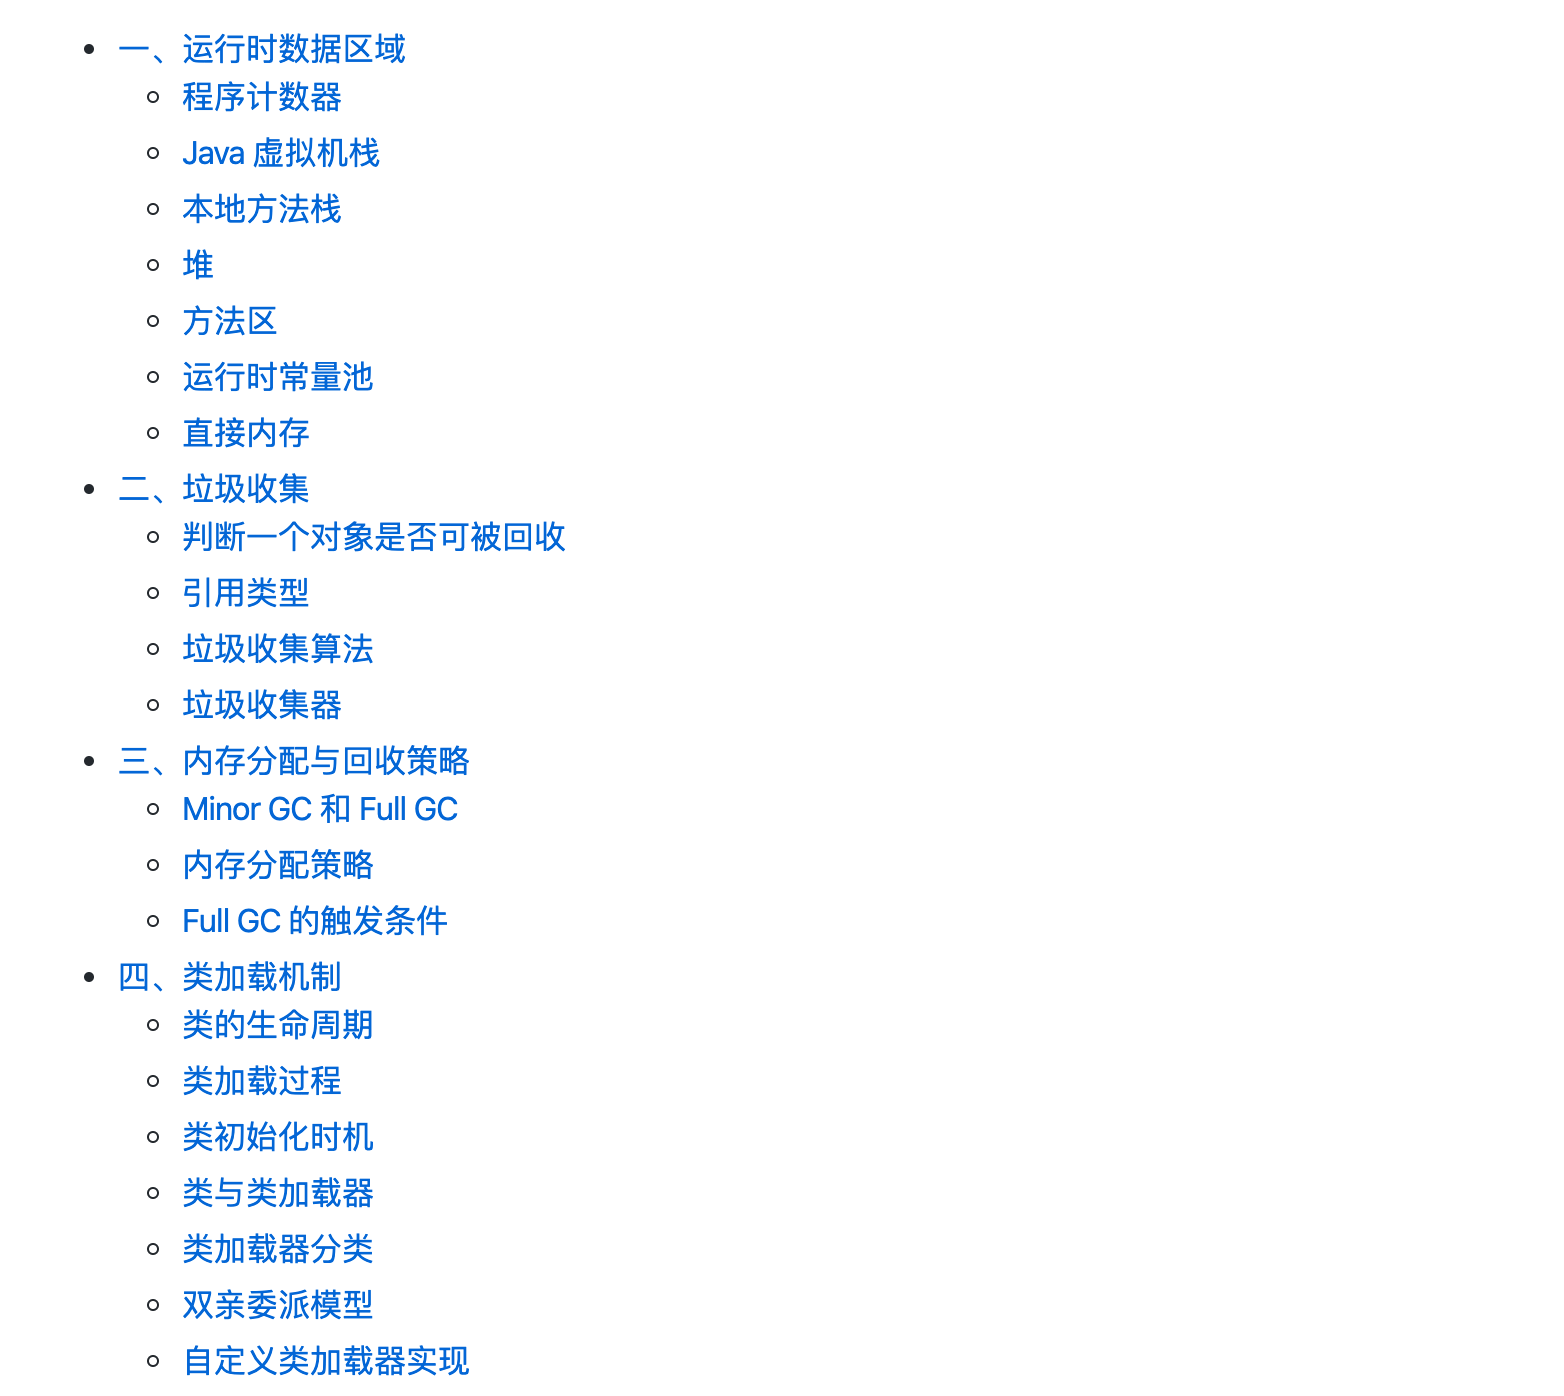 一、运行时数据区域
程序计数器
Java 虚拟机栈
本地方法栈
堆
方法区
运行时常量池
直接内存
二、垃圾收集
判断一个对象是否可被回收
引用类型
垃圾收集算法
垃圾收集器
三、内存分配与回收策略
Minor GC 和 Full GC
内存分配策略
Full GC 的触发条件
四、类加载机制
类的生命周期
类加载过程
类初始化时机
类与类加载器
类加载器分类
双亲委派模型
自定义类加载器实现